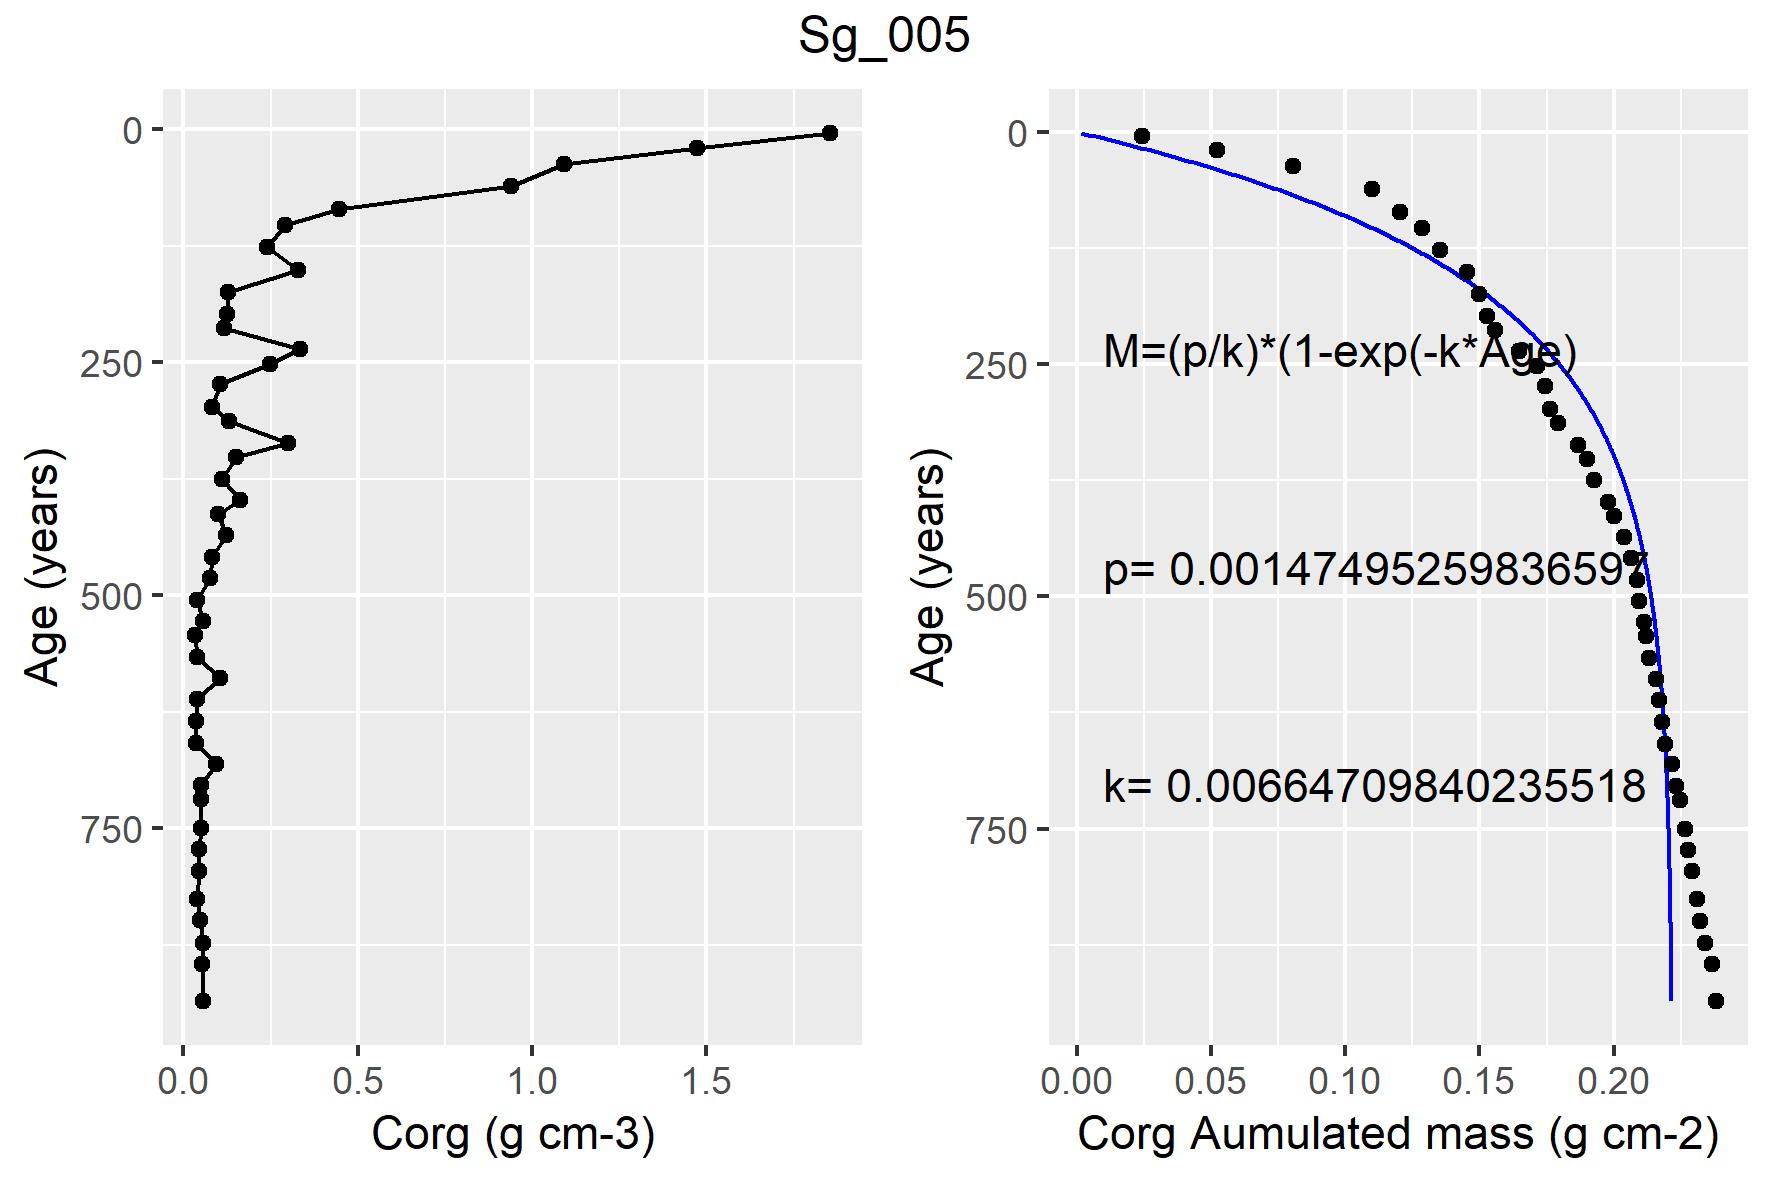 Sg_005
0
250
500
750
Age (years)
0.0 0.5 1.0 1.5
Corg (g cm-3)
0
250
500
750
Age (years)
M=(p/k)*(1-exp(-k*Age)
p= 0.00147495259836597
k= 0.00664709840235518
0.00 0.05 0.10 0.15 0.20
Corg Aumulated mass (g cm-2)